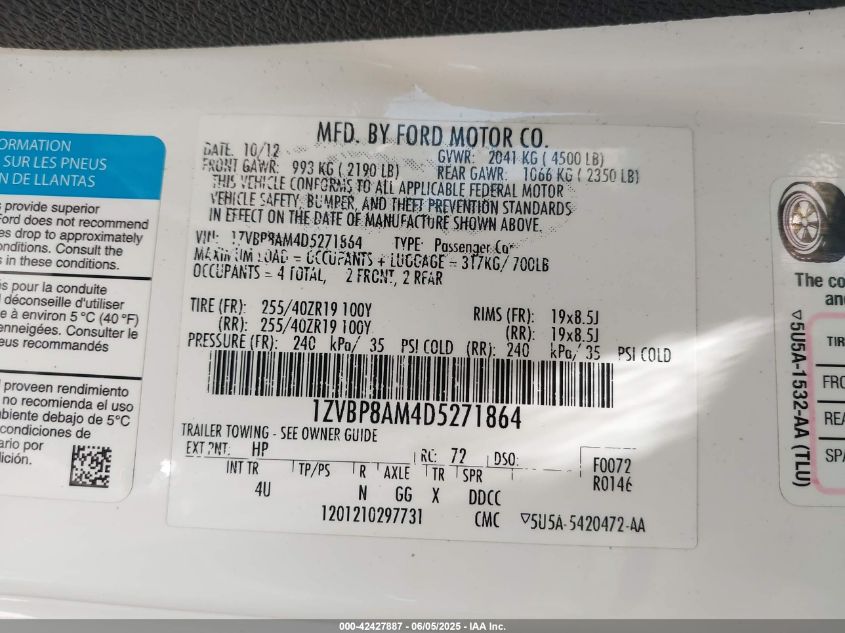 ORMATION
SUR LES PNEUS
N DE LLANTAS
s provide superior
Ford does not recommend
es drop to approximately
onditions. Consult the
s in these conditions.
és pour la conduite
déconseille d'utiliser
e à environ 5 °C (40 °F)
enneigées. Consulter le
neus recommandés
proveen rendimiento
no recomienda el uso
mbiente debajo de 5°C
condiciones de
ario por
dición.
MFD. BY FORD MOTOR CO.
DATE: 10/12 GVWR: 2041 KG ( 4500 LB)
FRONT GAWR: 993 KG ( 2190 LB) REAR GAWR: 1066 KG ( 2350 LB)
THIS VEHICLE CONFORMS TO ALL APPLICABLE FEDERAL MOTOR
VEHICLE SAFETY, BUMPER, AND THEFT PREVENTION STANDARDS
IN EFFECT ON THE DATE OF MANUFACTURE SHOWN ABOVE.
VIN: 1ZVBP8AM4D5271864 TYPE: Passenger Car
MAXIMUM LOAD = OCCUPANTS + LUGGAGE = 317KG/ 700LB
OCCUPANTS = 4 TOTAL, 2 FRONT, 2 REAR
TIRE (FR): 255/40ZR19 100Y RIMS (FR): 19x8.5J
(RR): 255/40ZR19 100Y (RR): 19x8.5J
PRESSURE (FR): 240 kPa/ 35 PSI COLD (RR): 240 kPa/ 35 PSI COLD
1ZVBP8AM4D5271864
TRAILER TOWING - SEE OWNER GUIDE
EXT PNT: HP RC: 72 DSO: F0072
INT TR TP/PS R AXLE TR SPR R0146
4U N GG X DDCC
1201210297731 CMC ▽5U5A-5420472-AA
The co
an
▽5U5A-1532-AA (TLU)
TIR
FRO
REA
SPA
000-42427887 - 06/05/2025 - IAA Inc.